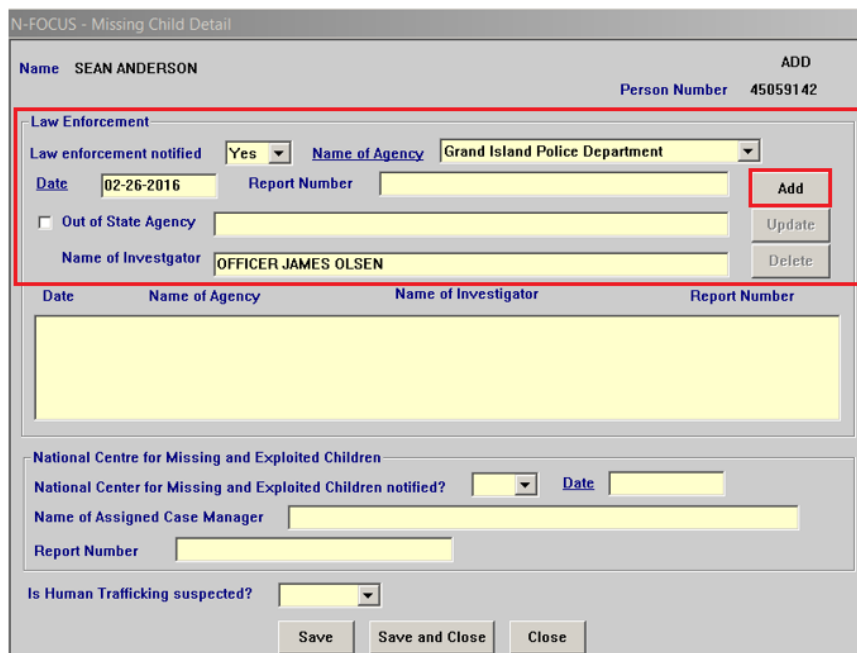 N-FOCUS - Missing Child Detail
Name SEAN ANDERSON
ADD
Person Number 45059142
Law Enforcement
Law enforcement notified Yes Name of Agency Grand Island Police Department
Date 02-26-2016 Report Number Add
Out of State Agency Update
Name of Investgator OFFICER JAMES OLSEN Delete
Date Name of Agency Name of Investigator Report Number
National Centre for Missing and Exploited Children
National Center for Missing and Exploited Children notified? Date
Name of Assigned Case Manager
Report Number
Is Human Trafficking suspected?
Save Save and Close Close